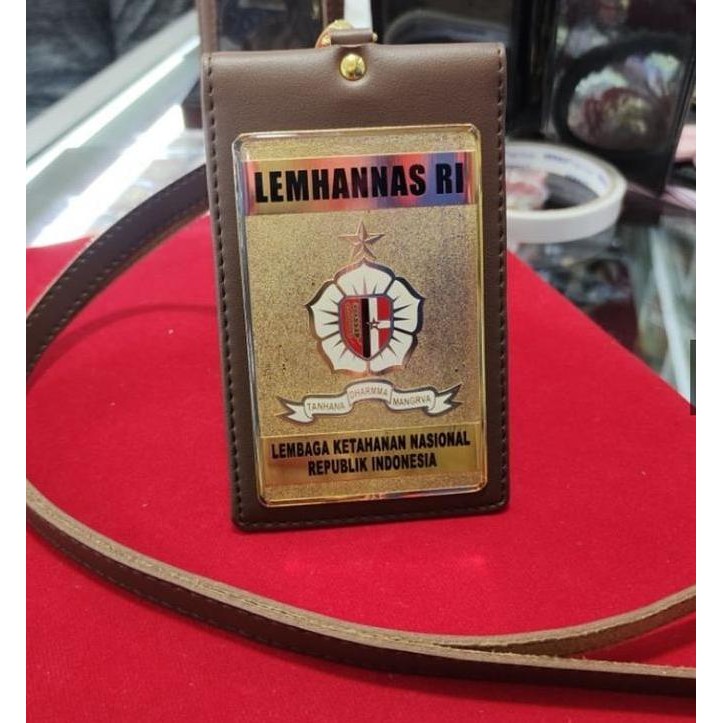 LEMHANNAS RI
TANHANA DHARMMA MANGRVA
LEMBAGA KETAHANAN NASIONAL
REPUBLIK INDONESIA